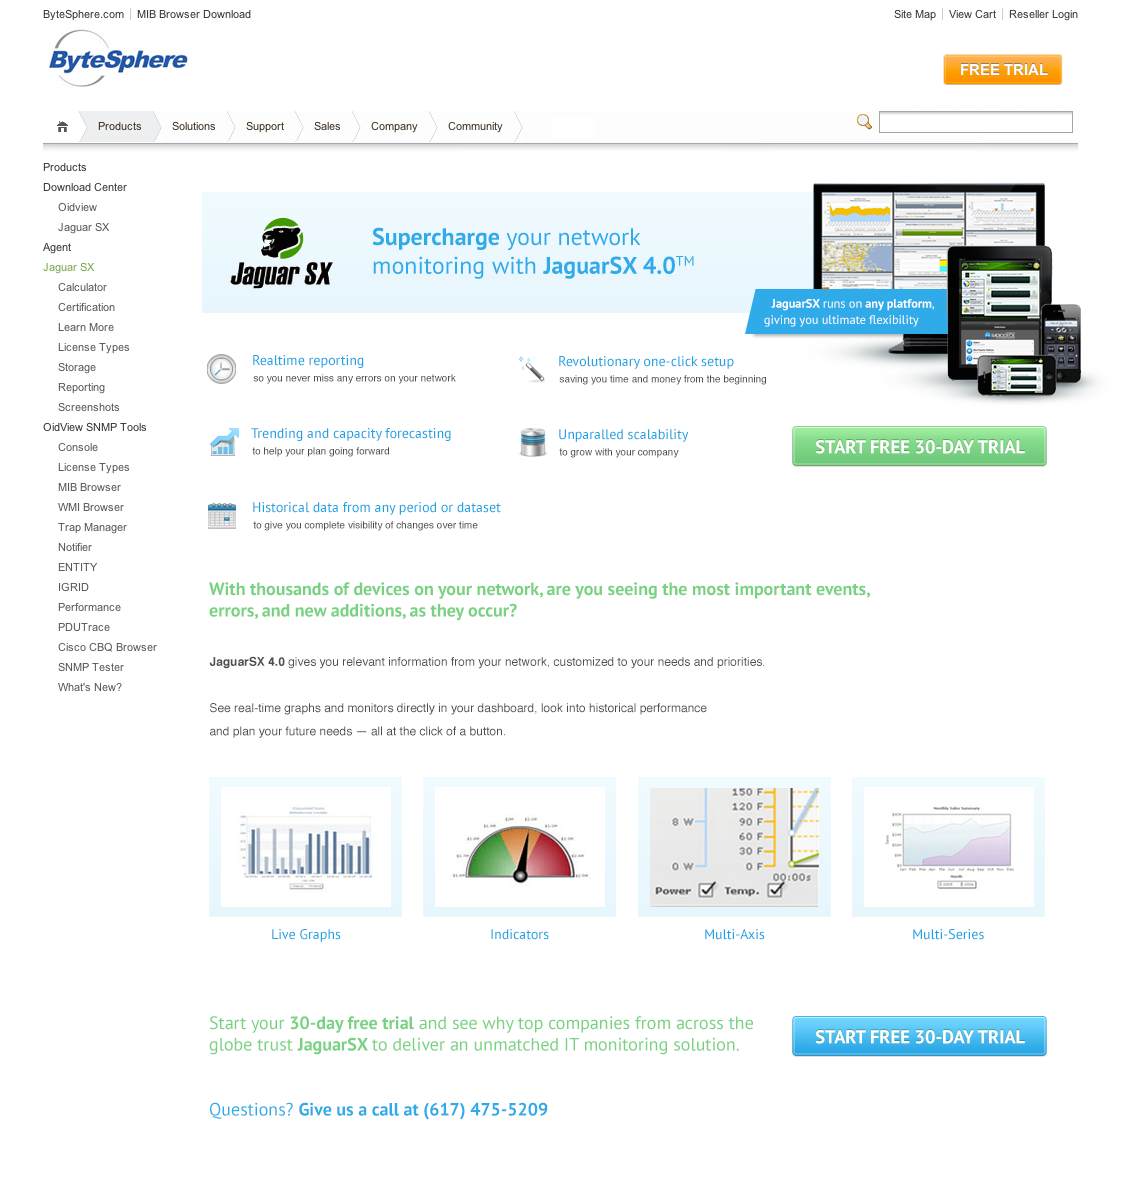 ByteSphere.com MIB Browser Download
Site Map View Cart Reseller Login
ByteSphere
FREE TRIAL
Products Solutions Support Sales Company Community
Products
Download Center
Oidview
Jaguar SX
Agent
Jaguar SX
Calculator
Certification
Learn More
License Types
Storage
Reporting
Screenshots
OidView SNMP Tools
Console
License Types
MIB Browser
WMI Browser
Trap Manager
Notifier
ENTITY
IGRID
Performance
PDUTrace
Cisco CBQ Browser
SNMP Tester
What's New?
Jaguar SX
Supercharge your network
monitoring with JaguarSX 4.0™
JaguarSX runs on any platform,
giving you ultimate flexibility
Realtime reporting
so you never miss any errors on your network
Revolutionary one-click setup
saving you time and money from the beginning
Trending and capacity forecasting
to help your plan going forward
Unparalled scalability
to grow with your company
START FREE 30-DAY TRIAL
Historical data from any period or dataset
to give you complete visibility of changes over time
With thousands of devices on your network, are you seeing the most important events,
errors, and new additions, as they occur?
JaguarSX 4.0 gives you relevant information from your network, customized to your needs and priorities.
See real-time graphs and monitors directly in your dashboard, look into historical performance
and plan your future needs — all at the click of a button.
150 F
120 F
8 W 90 F
60 F
30 F
0 W 0 F
00:00s
Power Temp.
Monthly Sales Summary
Month
Live Graphs
Indicators
Multi-Axis
Multi-Series
Start your 30-day free trial and see why top companies from across the
globe trust JaguarSX to deliver an unmatched IT monitoring solution.
START FREE 30-DAY TRIAL
Questions? Give us a call at (617) 475-5209